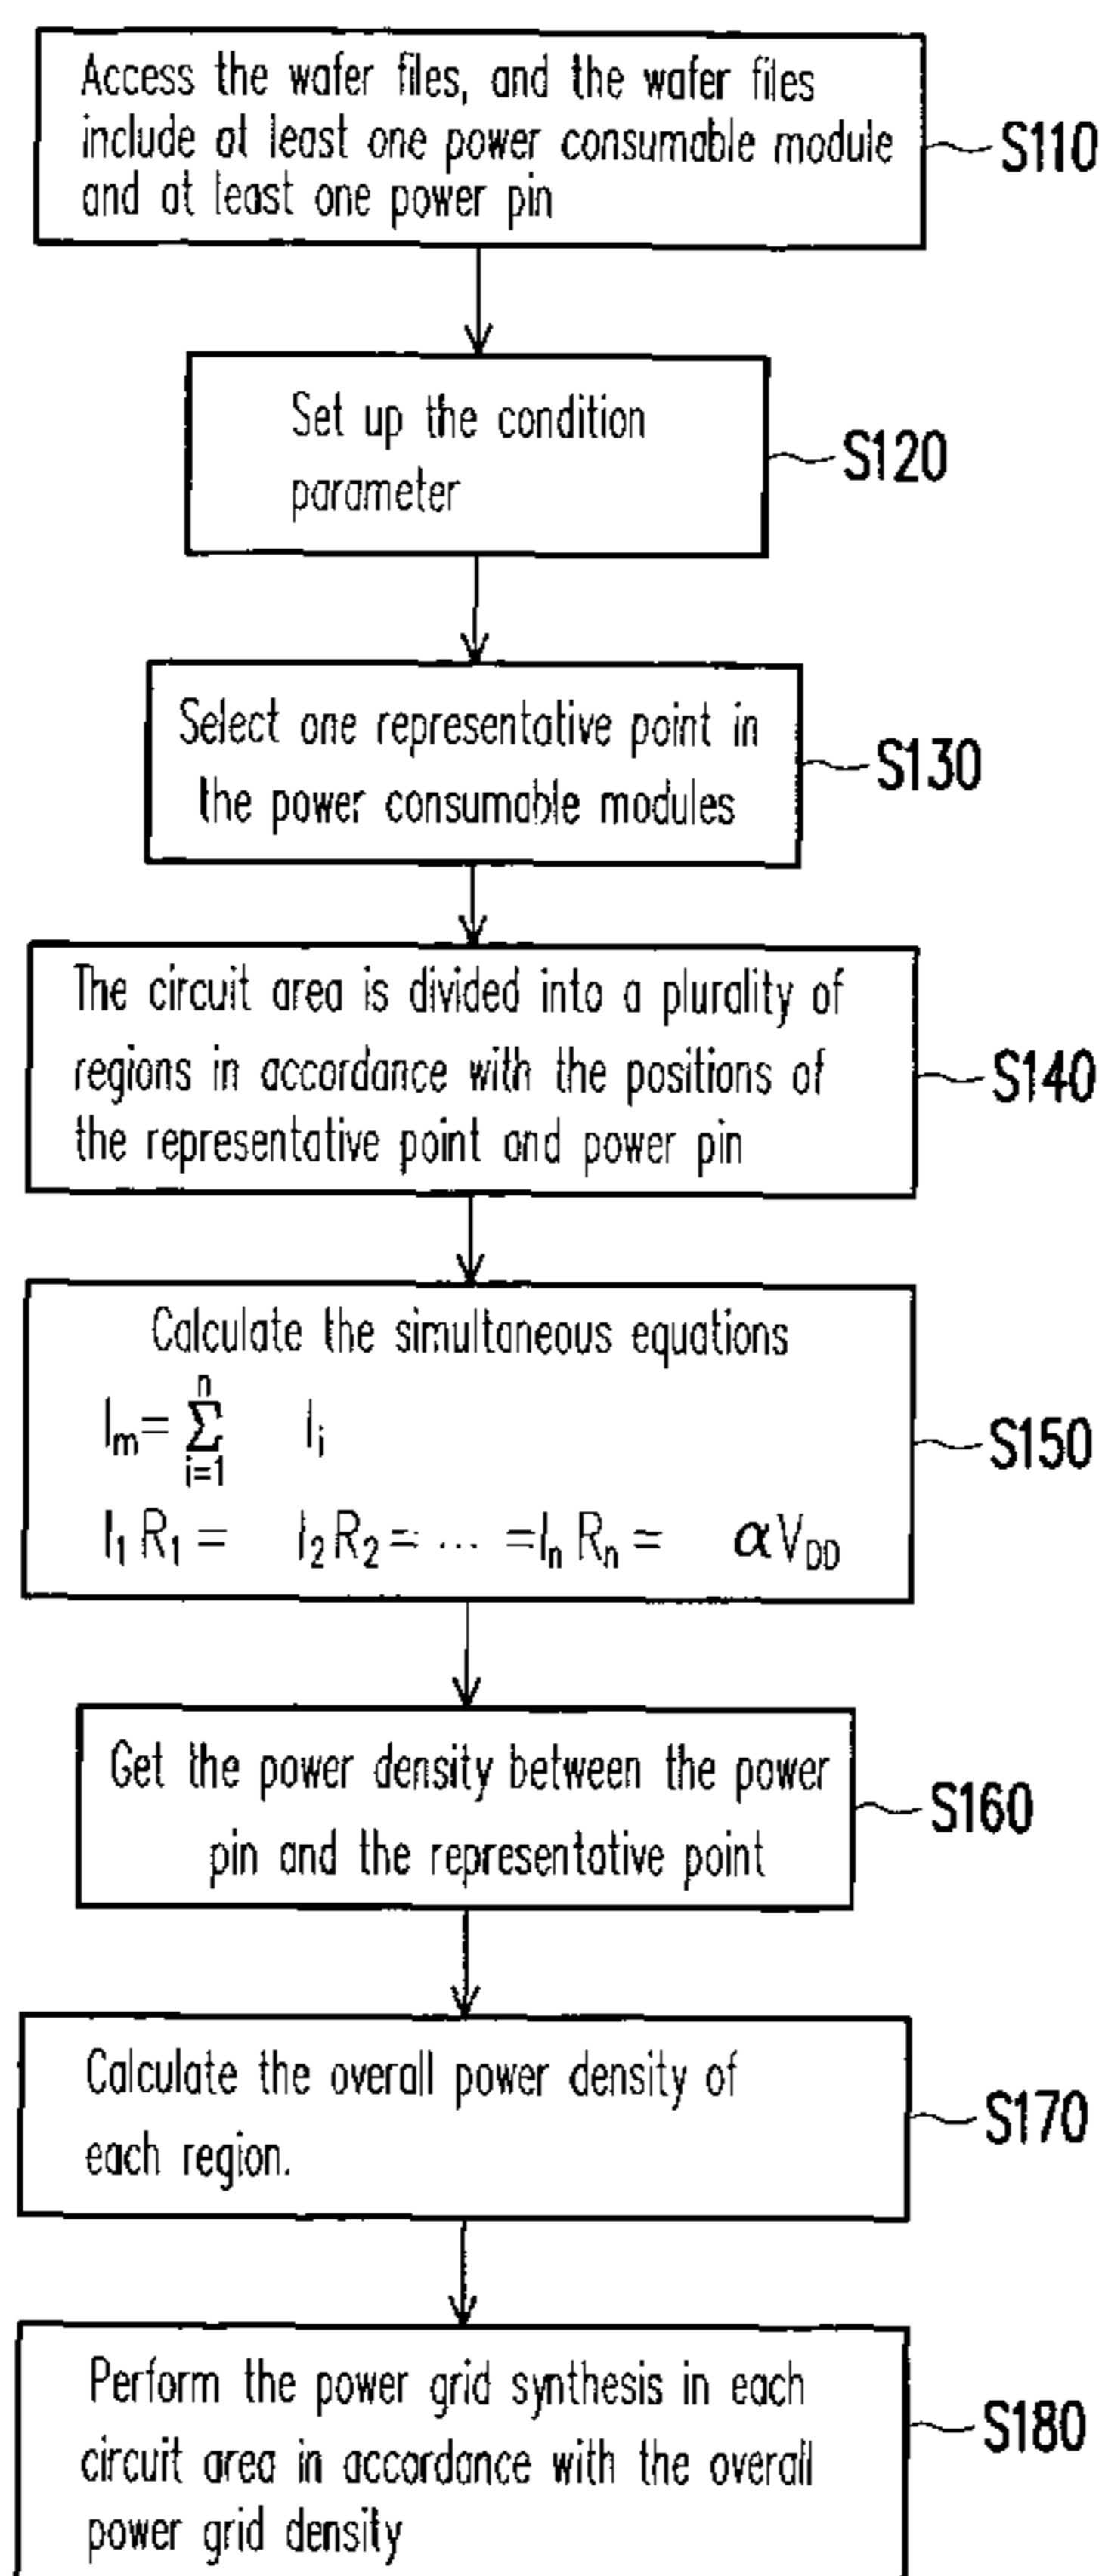 Access the wafer files, and the wafer files
include at least one power consumable module
and at least one power pin
S110
Set up the condition
parameter
S120
Select one representative point in
the power consumable modules
S130
The circuit area is divided into a plurality of
regions in accordance with the positions of
the representative point and power pin
S140
Calculate the simultaneous equations
Iₘ= ∑ⁿᵢ₌₁ Iᵢ
I₁ R₁ = I₂ R₂ = ... =Iₙ Rₙ = αV_DD
S150
Get the power density between the power
pin and the representative point
S160
Calculate the overall power density of
each region.
S170
Perform the power grid synthesis in each
circuit area in accordance with the overall
power grid density
S180